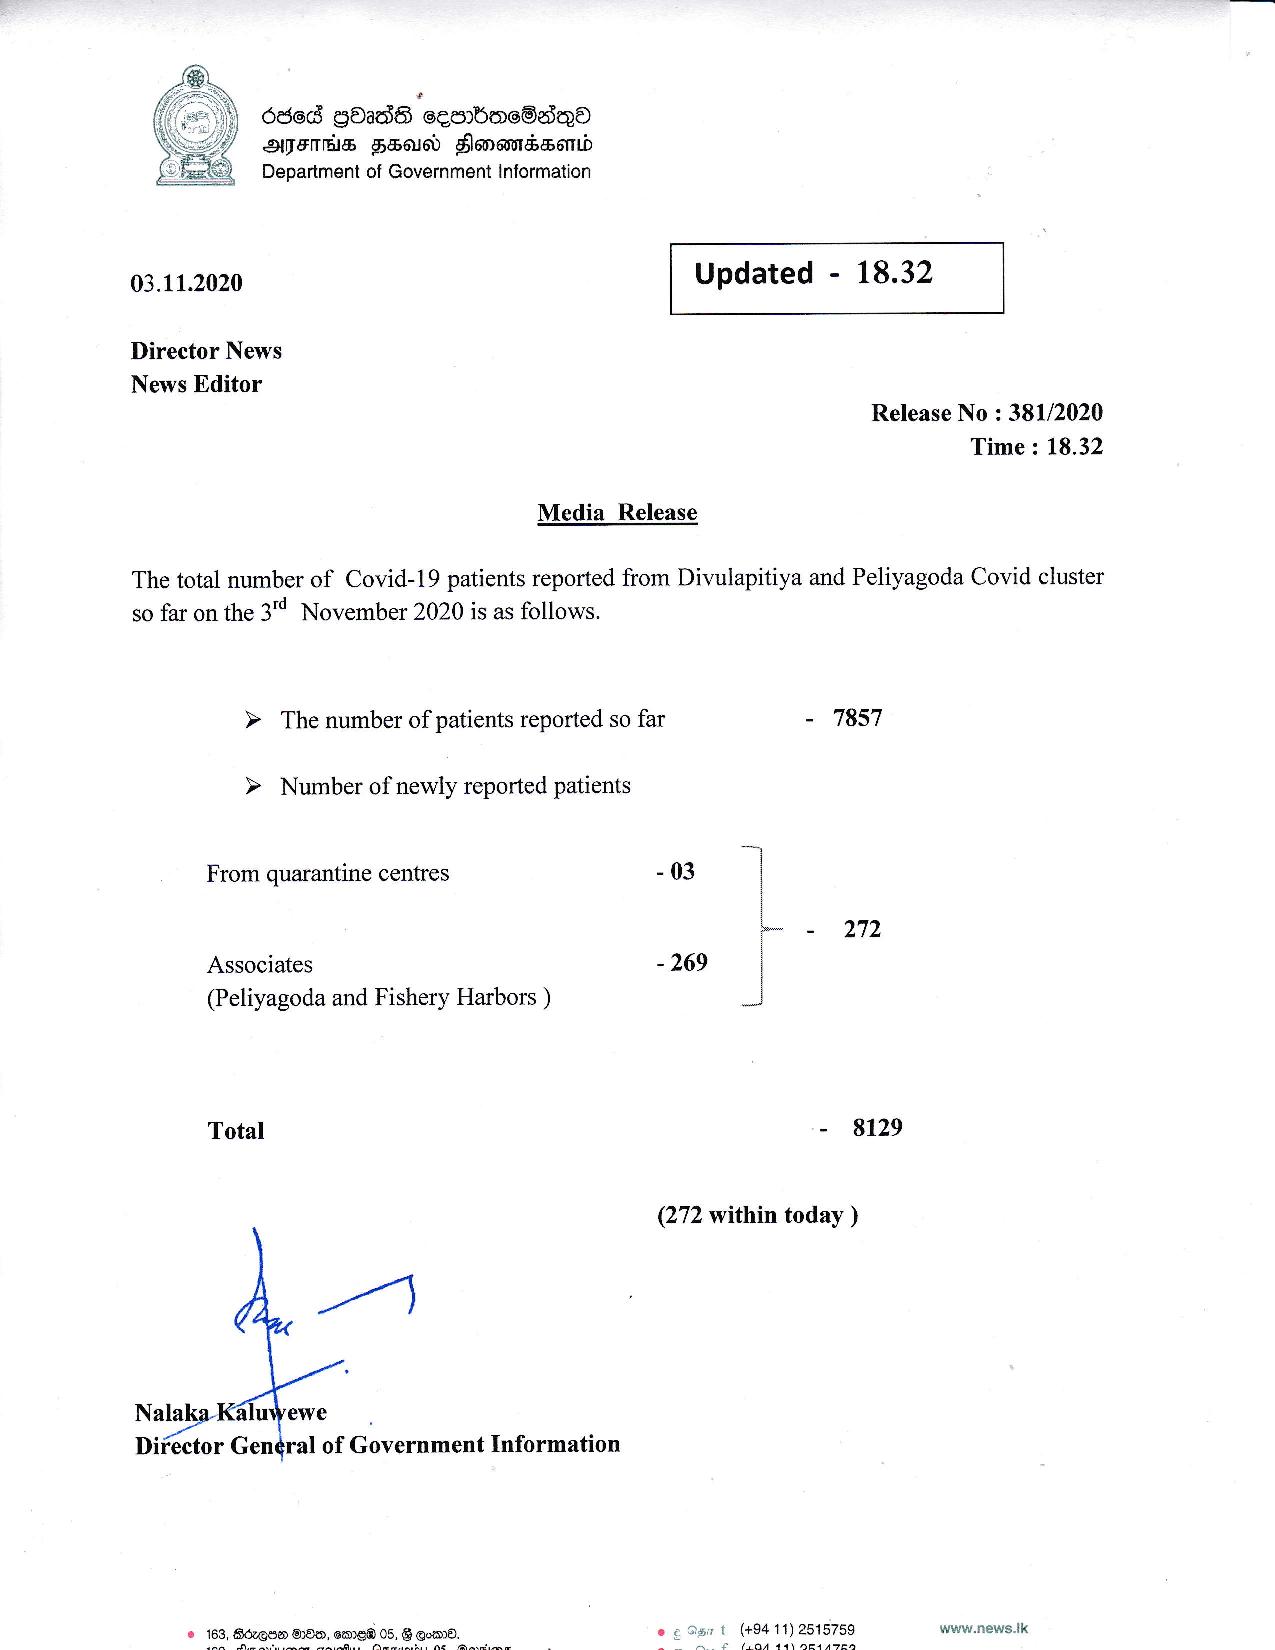 රජයේ ප්‍රවෘත්ති දෙපාර්තමේන්තුව
அரசாங்க தகவல் திணைக்களம்
Department of Government Information
03.11.2020
Updated - 18.32
Director News
News Editor
Release No : 381/2020
Time : 18.32
Media Release
The total number of Covid-19 patients reported from Divulapitiya and Peliyagoda Covid cluster
so far on the 3rd November 2020 is as follows.
➢ The number of patients reported so far - 7857
➢ Number of newly reported patients
From quarantine centres - 03
- 272
Associates - 269
(Peliyagoda and Fishery Harbors )
Total - 8129
(272 within today )
Nalaka Kaluwewe
Director General of Government Information
• 163, කිරුලපන මාවත, කොළඹ 05, ශ්‍රී ලංකාව.
• දු தொ t (+94 11) 2515759
www.news.lk
(+94 11) 2514753